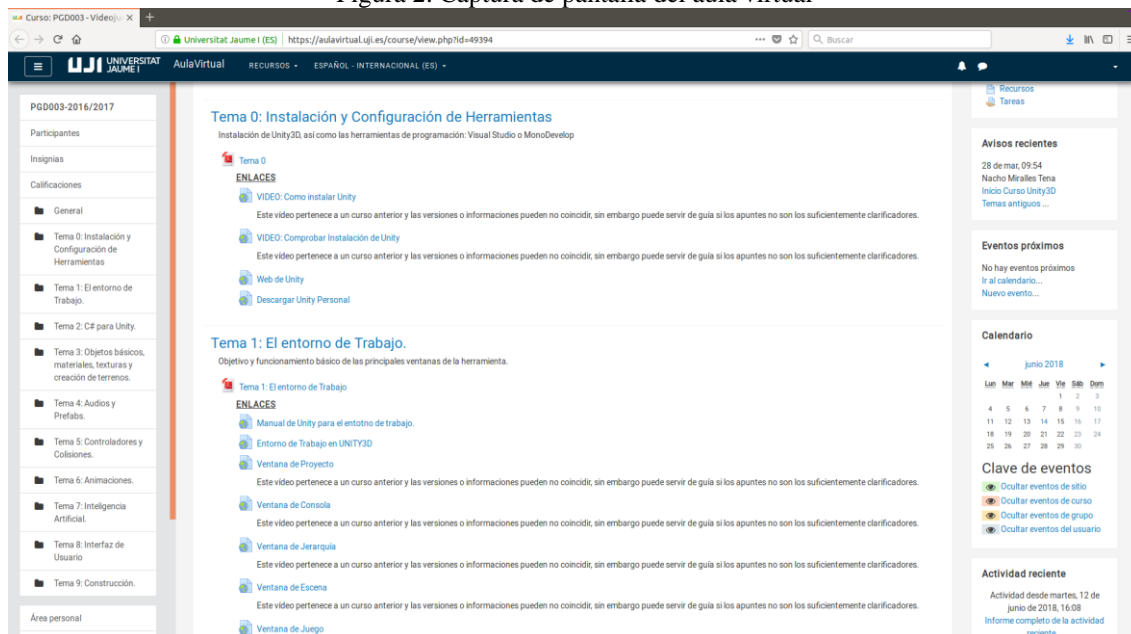 Figura 2. Captura de pantalla del aula virtual
Curso: PGD003 - Videoju
Universitat Jaume I (ES) https://aulavirtual.uji.es/course/view.php?id=49394
Buscar
UJI UNIVERSITAT JAUME I
AulaVirtual RECURSOS ESPAÑOL - INTERNACIONAL (ES)
PGD003-2016/2017
Participantes
Insignias
Calificaciones
General
Tema 0: Instalación y
Configuración de
Herramientas
Tema 1: El entorno de
Trabajo.
Tema 2: C# para Unity.
Tema 3: Objetos básicos,
materiales, texturas y
creación de terrenos.
Tema 4: Audios y
Prefabs.
Tema 5: Controladores y
Colisiones.
Tema 6: Animaciones.
Tema 7: Inteligencia
Artificial.
Tema 8: Interfaz de
Usuario
Tema 9: Construcción.
Área personal
Tema 0: Instalación y Configuración de Herramientas
Instalación de Unity3D, así como las herramientas de programación: Visual Studio o MonoDevelop
Tema 0
ENLACES
VIDEO: Como instalar Unity
Este vídeo pertenece a un curso anterior y las versiones o informaciones pueden no coincidir, sin embargo puede servir de guía si los apuntes no son los suficientemente clarificadores.
VIDEO: Comprobar Instalación de Unity
Este vídeo pertenece a un curso anterior y las versiones o informaciones pueden no coincidir, sin embargo puede servir de guía si los apuntes no son los suficientemente clarificadores.
Web de Unity
Descargar Unity Personal
Tema 1: El entorno de Trabajo.
Objetivo y funcionamiento básico de las principales ventanas de la herramienta.
Tema 1: El entorno de Trabajo
ENLACES
Manual de Unity para el entotno de trabajo.
Entorno de Trabajo en UNITY3D
Ventana de Proyecto
Este vídeo pertenece a un curso anterior y las versiones o informaciones pueden no coincidir, sin embargo puede servir de guía si los apuntes no son los suficientemente clarificadores.
Ventana de Consola
Este vídeo pertenece a un curso anterior y las versiones o informaciones pueden no coincidir, sin embargo puede servir de guía si los apuntes no son los suficientemente clarificadores.
Ventana de Jerarquía
Este vídeo pertenece a un curso anterior y las versiones o informaciones pueden no coincidir, sin embargo puede servir de guía si los apuntes no son los suficientemente clarificadores.
Ventana de Escena
Este vídeo pertenece a un curso anterior y las versiones o informaciones pueden no coincidir, sin embargo puede servir de guía si los apuntes no son los suficientemente clarificadores.
Ventana de Juego
Recursos
Tareas
Avisos recientes
28 de mar, 09:54
Nacho Miralles Tena
Inicio Curso Unity3D
Temas antiguos ...
Eventos próximos
No hay eventos próximos
Ir al calendario...
Nuevo evento...
Calendario
junio 2018
Lun Mar Mié Jue Vie Sáb Dom
1 2 3
4 5 6 7 8 9 10
11 12 13 14 15 16 17
18 19 20 21 22 23 24
25 26 27 28 29 30
Clave de eventos
Ocultar eventos de sitio
Ocultar eventos de curso
Ocultar eventos de grupo
Ocultar eventos del usuario
Actividad reciente
Actividad desde martes, 12 de
junio de 2018, 16:08
Informe completo de la actividad
reciente